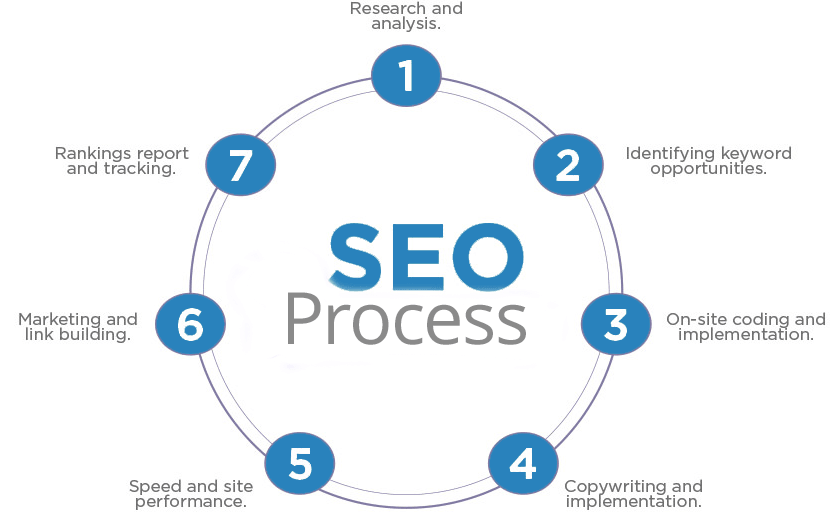 Research and
analysis.
1
2
Identifying keyword
opportunities.
3
On-site coding and
implementation.
4
Copywriting and
implementation.
5
Speed and site
performance.
6
Marketing and
link building.
7
Rankings report
and tracking.
SEO
Process